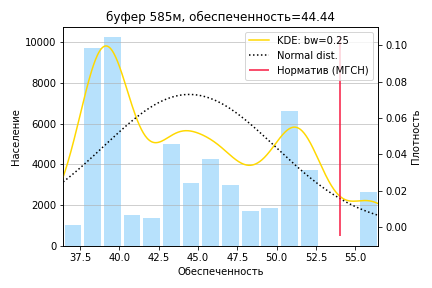 буфер 585м, обеспеченность=44.44
KDE: bw=0.25
Normal dist.
Норматив (МГСН)
Население
10000
8000
6000
4000
2000
0
0.10
0.08
0.06
0.04
0.02
0.00
Плотность
37.5 40.0 42.5 45.0 47.5 50.0 52.5 55.0
Обеспеченность